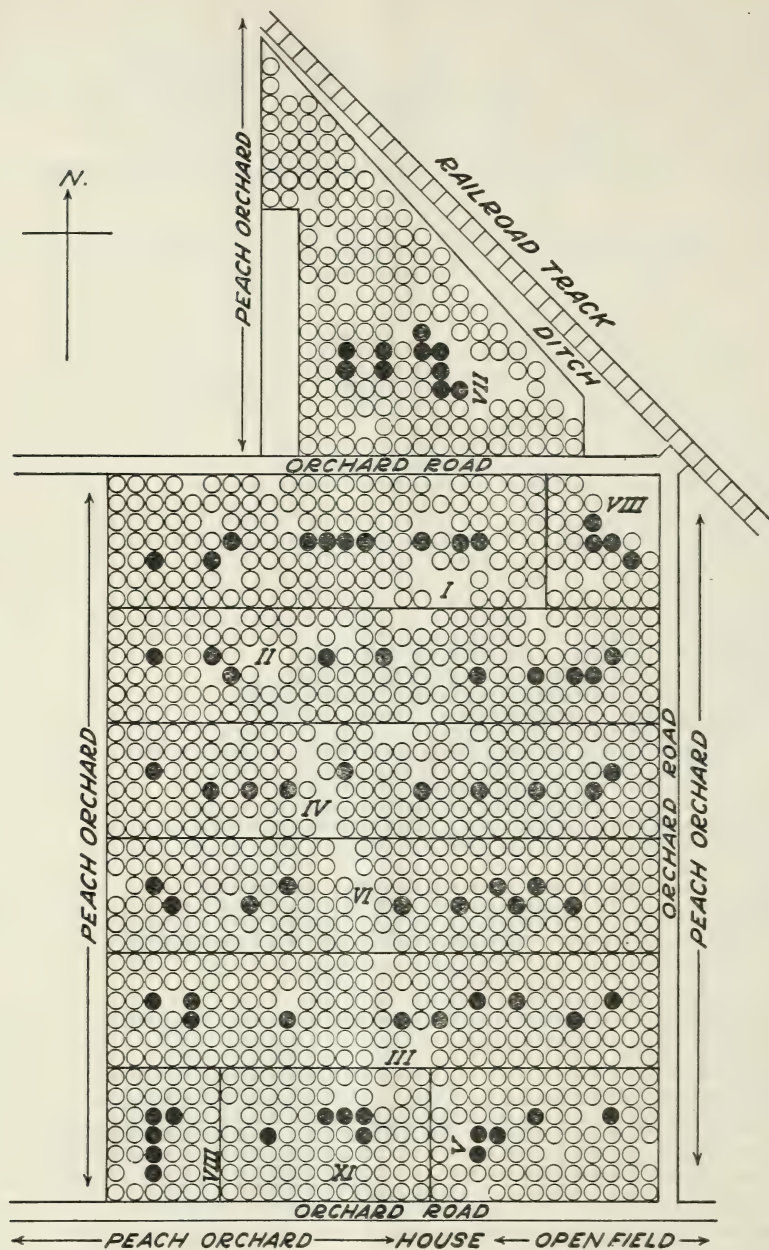 N.
PEACH ORCHARD
RAILROAD TRACK
DITCH
VII
ORCHARD ROAD
VIII
I
PEACH ORCHARD
II
ORCHARD ROAD
PEACH ORCHARD
IV
VI
III
VIII
XI
V
ORCHARD ROAD
PEACH ORCHARD
HOUSE
OPEN FIELD